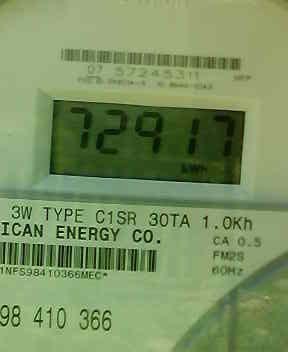 07 57245311
72917
kWh
3W TYPE C1SR 30TA 1.0Kh
ICAN ENERGY CO.
CA 0.5
FM2S
60Hz
1NFS98410366MEC*
98 410 366